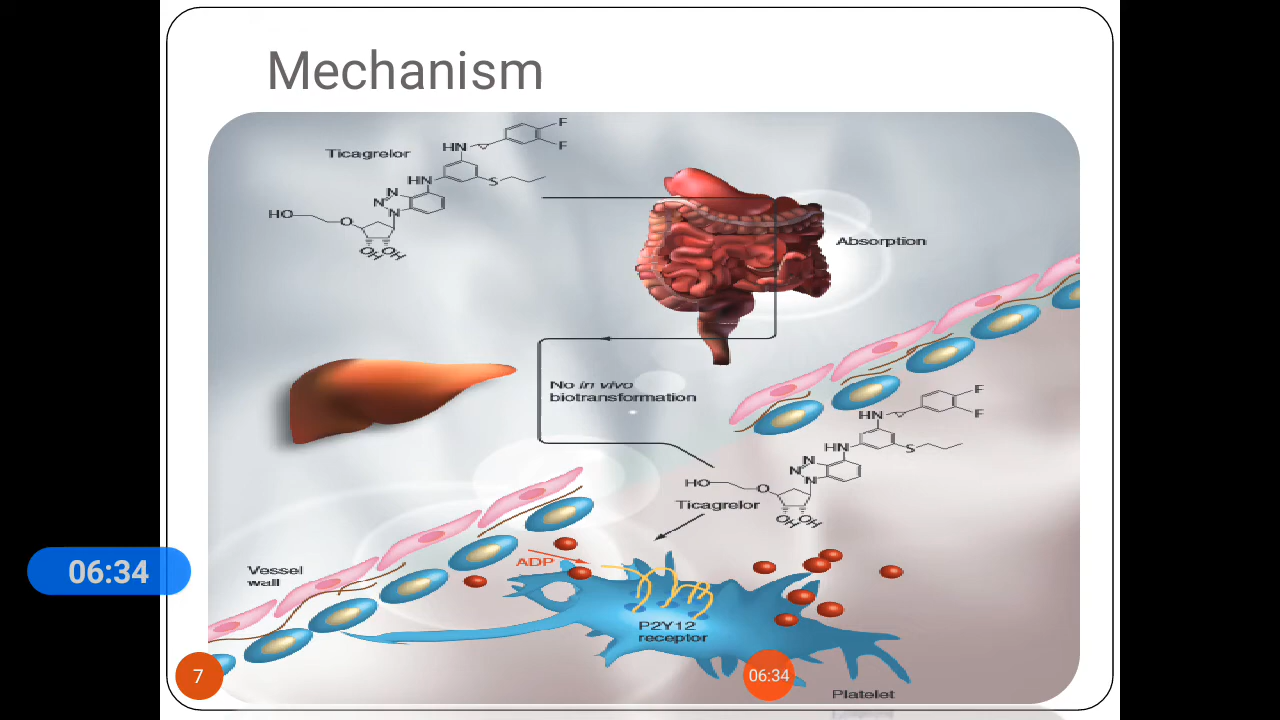 Mechanism
Ticagrelor
F
F
HN
HN
S
N
N
N
HO
O
OH
OH
Absorption
No in vivo
biotransformation
F
F
HN
HN
S
N
N
N
HO
O
Ticagrelor
OH
OH
ADP
Vessel
wall
06:34
P2Y12
receptor
7
06:34
Platelet